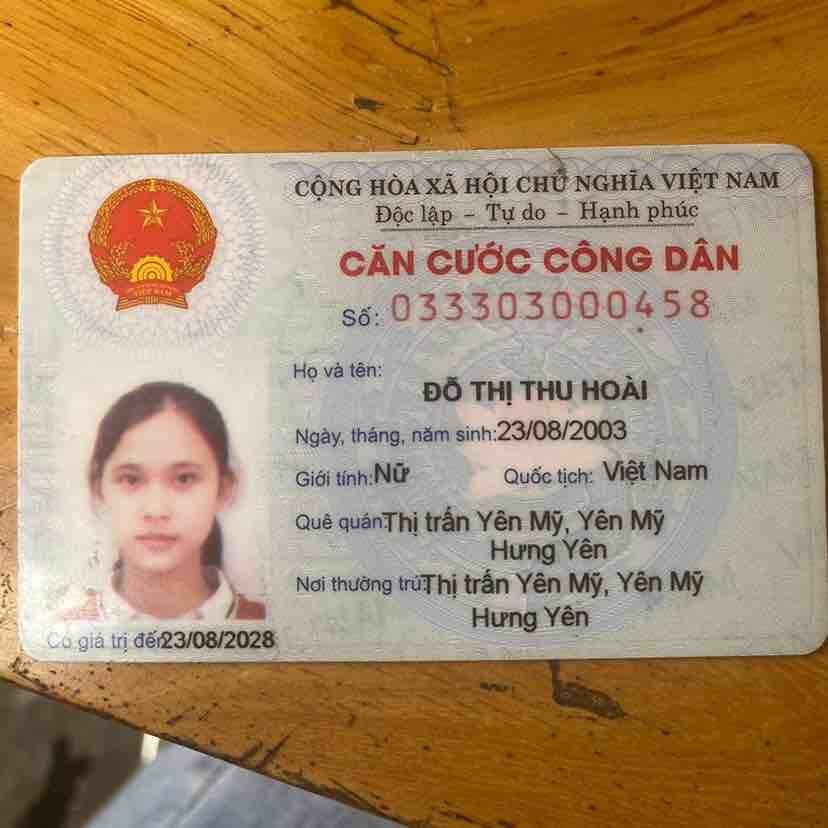 CỘNG HÒA XÃ HỘI CHỦ NGHĨA VIỆT NAM
Độc lập - Tự do - Hạnh phúc
CĂN CƯỚC CÔNG DÂN
Số: 033303000458
Họ và tên:
ĐỖ THỊ THU HOÀI
Ngày, tháng, năm sinh:23/08/2003
Giới tính:Nữ Quốc tịch: Việt Nam
Quê quán:Thị trấn Yên Mỹ, Yên Mỹ
Hưng Yên
Nơi thường trú:Thị trấn Yên Mỹ, Yên Mỹ
Hưng Yên
Có giá trị đến:23/08/2028